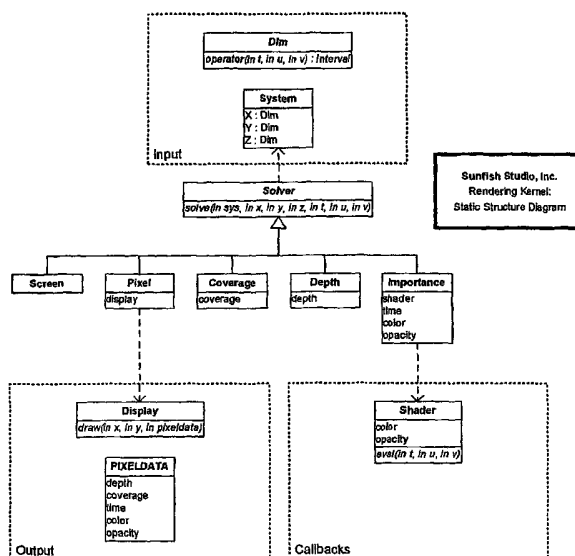 Dim
operator(in t, in u, in v) : interval
System
X : Dim
Y : Dim
Z : Dim
Input
Solver
solve(in sys, in x, in y, in z, in t, in u, in v)
Sunfish Studio, Inc.
Rendering Kernel:
Static Structure Diagram
Screen
Pixel
display
Coverage
coverage
Depth
depth
Importance
shader
time
color
opacity
Display
draw(in x, in y, in pixeldata)
PIXELDATA
depth
coverage
time
color
opacity
Output
Shader
color
opacity
eval(in t, in u, in v)
Callbacks